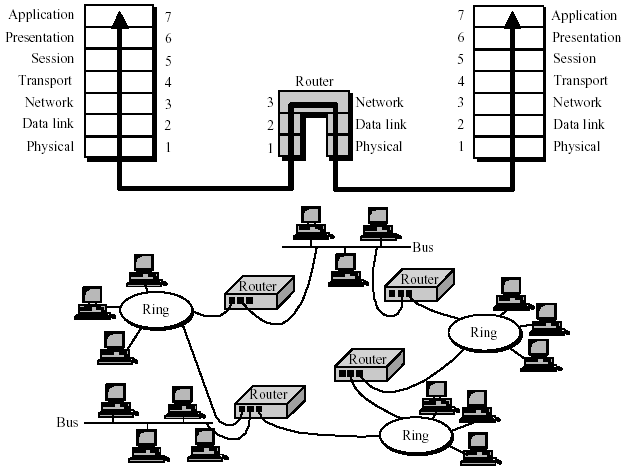 Application 7 7 Application
Presentation 6 6 Presentation
Session 5 5 Session
Transport 4 Router 4 Transport
Network 3 3 Network 3 Network
Data link 2 2 Data link 2 Data link
Physical 1 1 Physical 1 Physical
Bus
Router Router
Ring Ring
Router
Router
Bus Ring